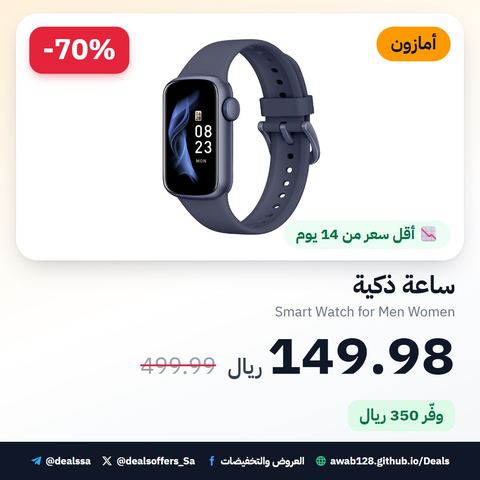 -70%
أمازون
08
23
MON
أقل سعر من 14 يوم
ساعة ذكية
Smart Watch for Men Women
149.98 ريال 499.99
وفّر 350 ريال
@dealssa @dealsoffers_Sa العروض والتخفيضات awab128.github.io/Deals